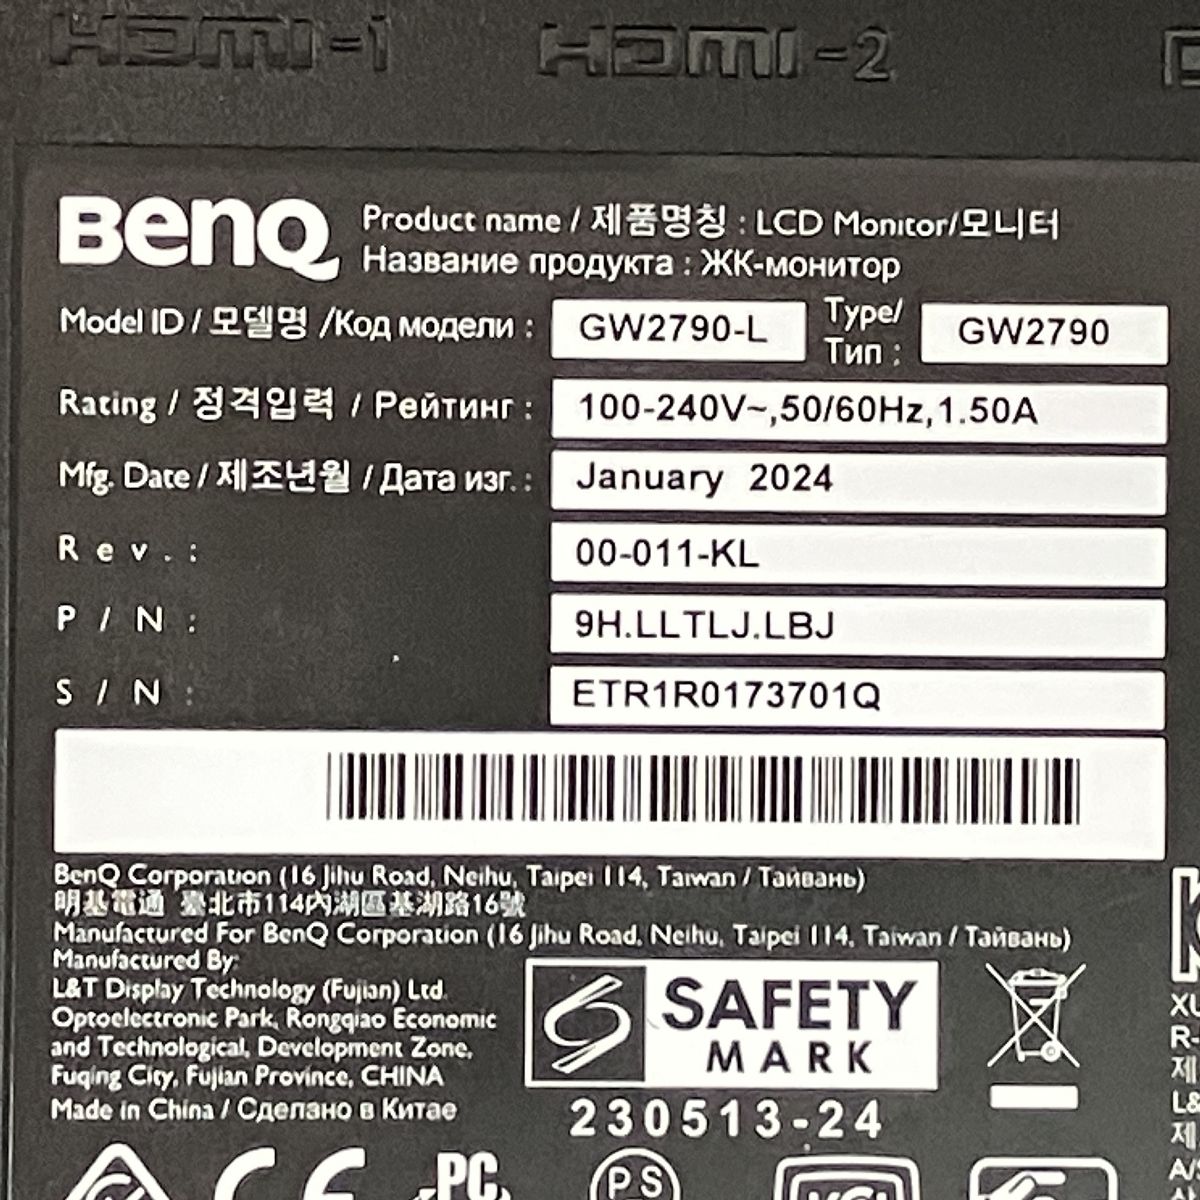 HDMI-1 HDMI-2
BenQ
Product name / 제품명칭 : LCD Monitor/모니터
Название продукта : ЖК-монитор
Model ID / 모델명 /Код модели : GW2790-L Type/ Тип : GW2790
Rating / 정격입력 / Рейтинг : 100-240V~,50/60Hz,1.50A
Mfg. Date / 제조년월 / Дата изг. : January 2024
Rev.: 00-011-KL
P/N : 9H.LLTLJ.LBJ
S/N : ETR1R0173701Q
BenQ Corporation (16 Jihu Road, Neihu, Taipei 114, Taiwan / Тайвань)
明基電通 臺北市114內湖區基湖路16號
Manufactured For BenQ Corporation (16 Jihu Road, Neihu, Taipei 114, Taiwan / Тайвань)
Manufactured By:
L&T Display Technology (Fujian) Ltd.
Optoelectronic Park, Rongqiao Economic
and Technological, Development Zone,
Fuqing City, Fujian Province, CHINA
Made in China / Сделано в Китае
SAFETY
MARK
230513-24
R-
제
L&
제
PC
PS